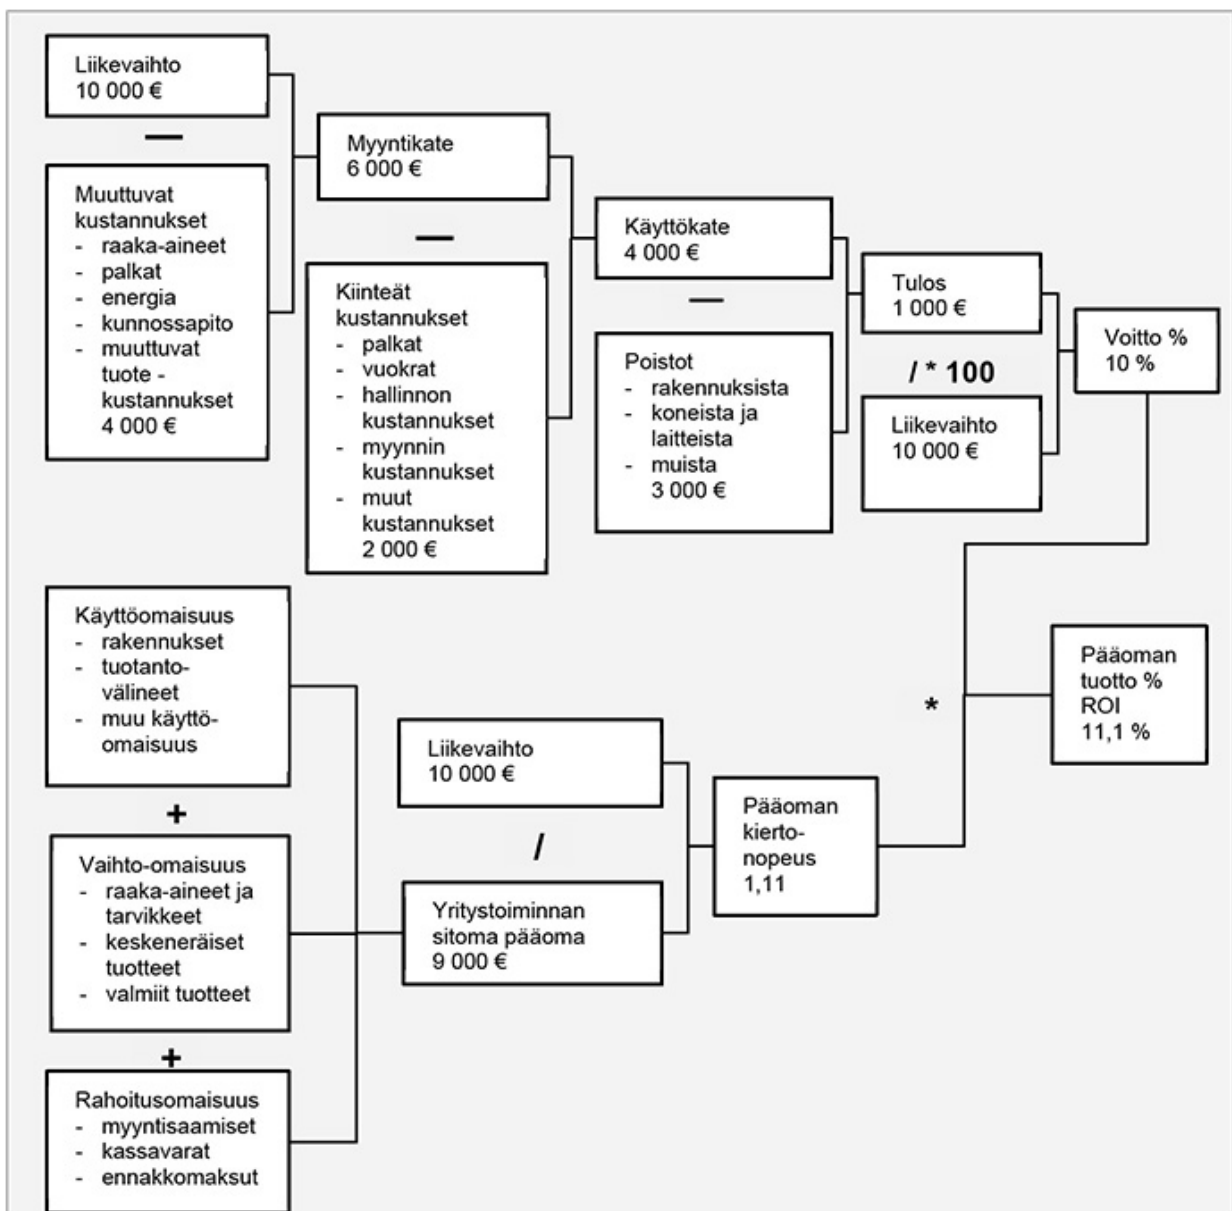 Liikevaihto
10 000 €
—
Muuttuvat
kustannukset
- raaka-aineet
- palkat
- energia
- kunnossapito
- muuttuvat
tuote -
kustannukset
4 000 €
Myyntikate
6 000 €
—
Kiinteät
kustannukset
- palkat
- vuokrat
- hallinnon
kustannukset
- myynnin
kustannukset
- muut
kustannukset
2 000 €
Käyttökate
4 000 €
—
Poistot
- rakennuksista
- koneista ja
laitteista
- muista
3 000 €
Tulos
1 000 €
/ * 100
Liikevaihto
10 000 €
Voitto %
10 %
Käyttöomaisuus
- rakennukset
- tuotanto-
välineet
- muu käyttö-
omaisuus
+
Vaihto-omaisuus
- raaka-aineet ja
tarvikkeet
- keskeneräiset
tuotteet
- valmiit tuotteet
+
Rahoitusomaisuus
- myyntisaamiset
- kassavarat
- ennakkomaksut
Liikevaihto
10 000 €
/
Yritystoiminnan
sitoma pääoma
9 000 €
Pääoman
kierto-
nopeus
1,11
*
Pääoman
tuotto %
ROI
11,1 %